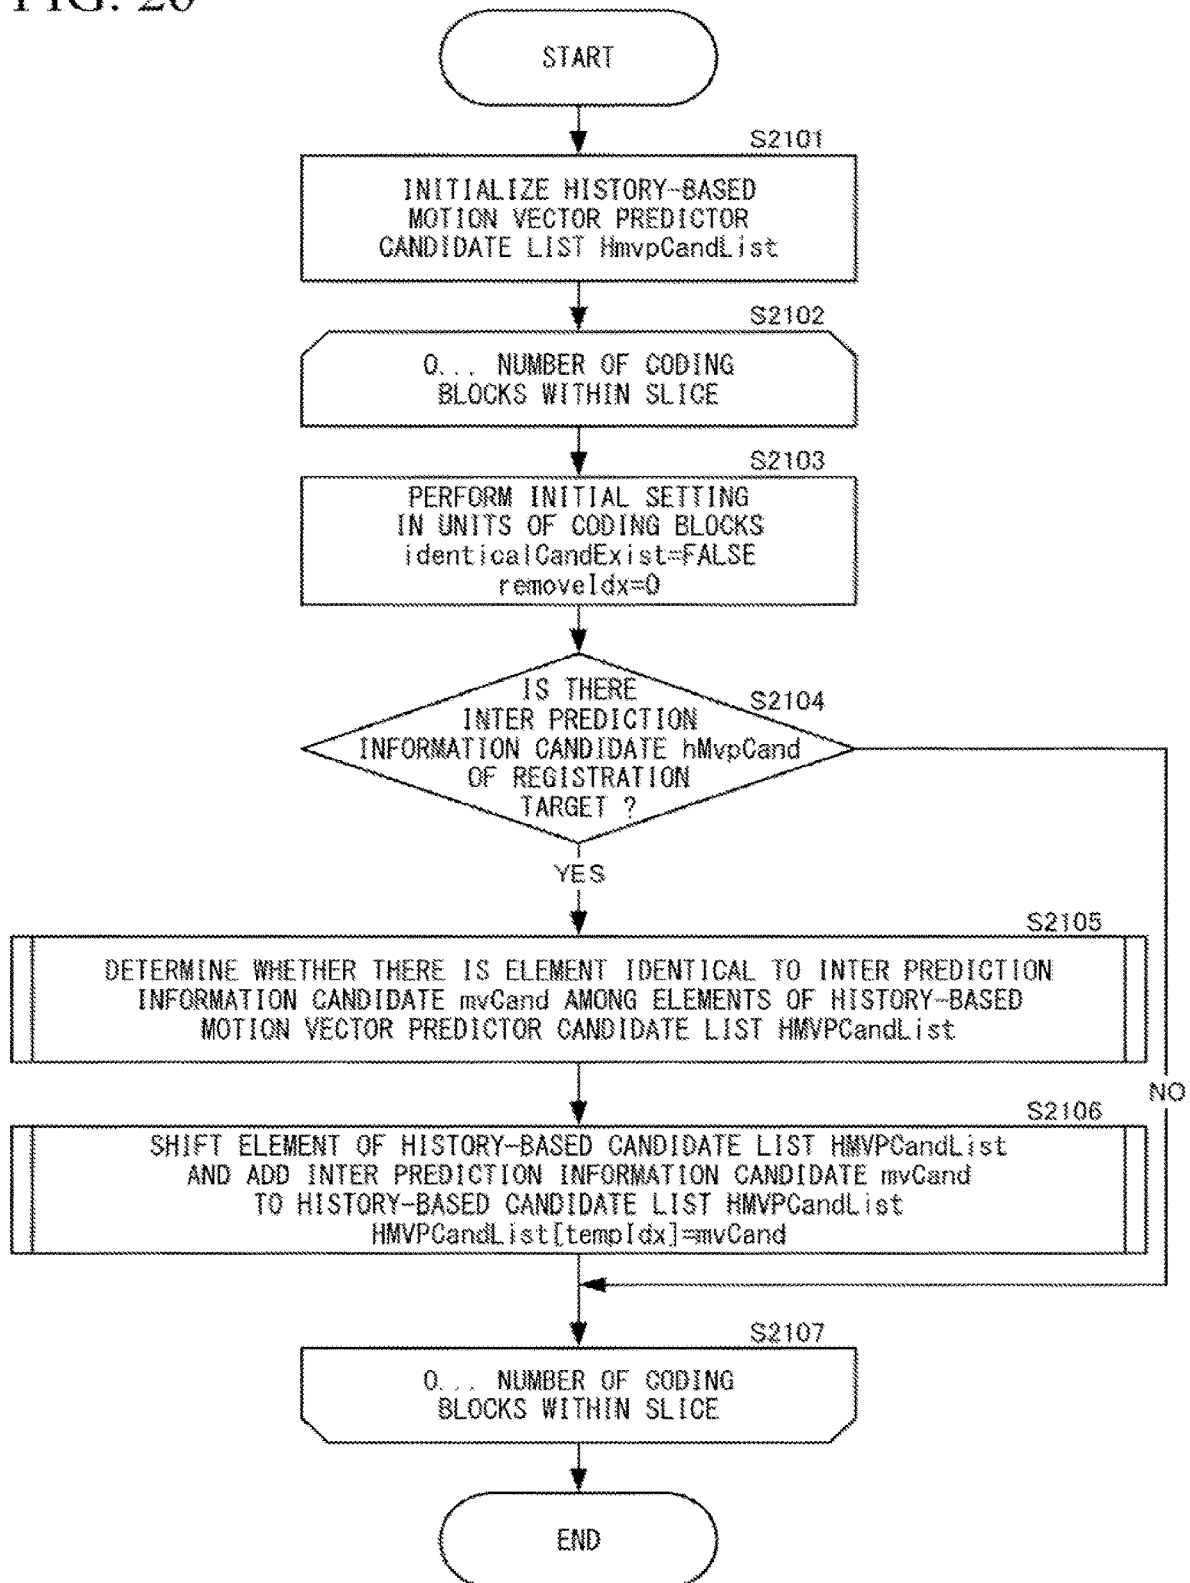 FIG. 20
START
S2101
INITIALIZE HISTORY-BASED
MOTION VECTOR PREDICTOR
CANDIDATE LIST HmvpCandList
S2102
0... NUMBER OF CODING
BLOCKS WITHIN SLICE
S2103
PERFORM INITIAL SETTING
IN UNITS OF CODING BLOCKS
identicalCandExist=FALSE
removeIdx=0
S2104
IS THERE
INTER PREDICTION
INFORMATION CANDIDATE hMvpCand
OF REGISTRATION
TARGET ?
YES
S2105
DETERMINE WHETHER THERE IS ELEMENT IDENTICAL TO INTER PREDICTION
INFORMATION CANDIDATE mvCand AMONG ELEMENTS OF HISTORY-BASED
MOTION VECTOR PREDICTOR CANDIDATE LIST HMVPCandList
NO
S2106
SHIFT ELEMENT OF HISTORY-BASED CANDIDATE LIST HMVPCandList
AND ADD INTER PREDICTION INFORMATION CANDIDATE mvCand
TO HISTORY-BASED CANDIDATE LIST HMVPCandList
HMVPCandList[tempIdx]=mvCand
S2107
0... NUMBER OF CODING
BLOCKS WITHIN SLICE
END